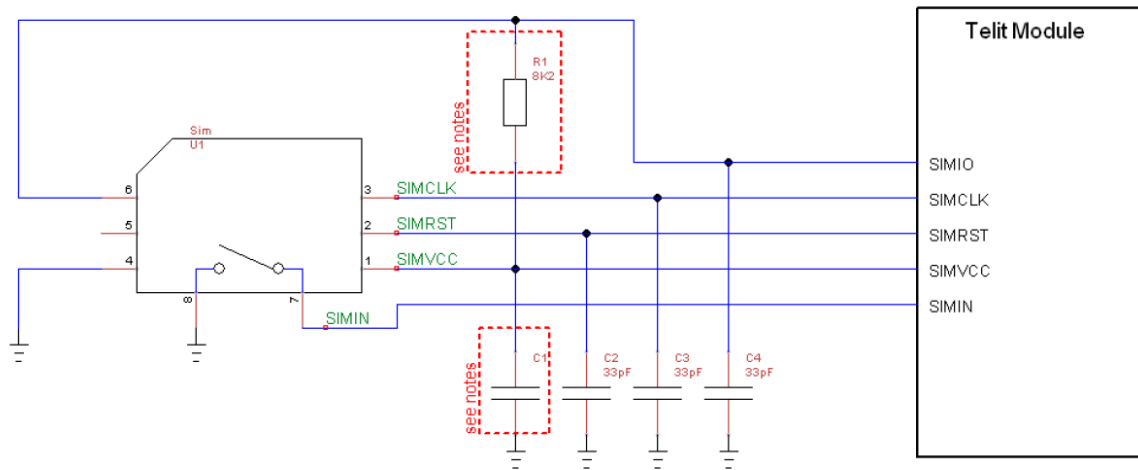 Telit Module
R1
8K2
see notes
Sim
U1
6
5
4
3
2
1
8
7
SIMCLK
SIMRST
SIMVCC
SIMIN
SIMIO
SIMCLK
SIMRST
SIMVCC
SIMIN
see notes
C1
C2
33pF
C3
33pF
C4
33pF